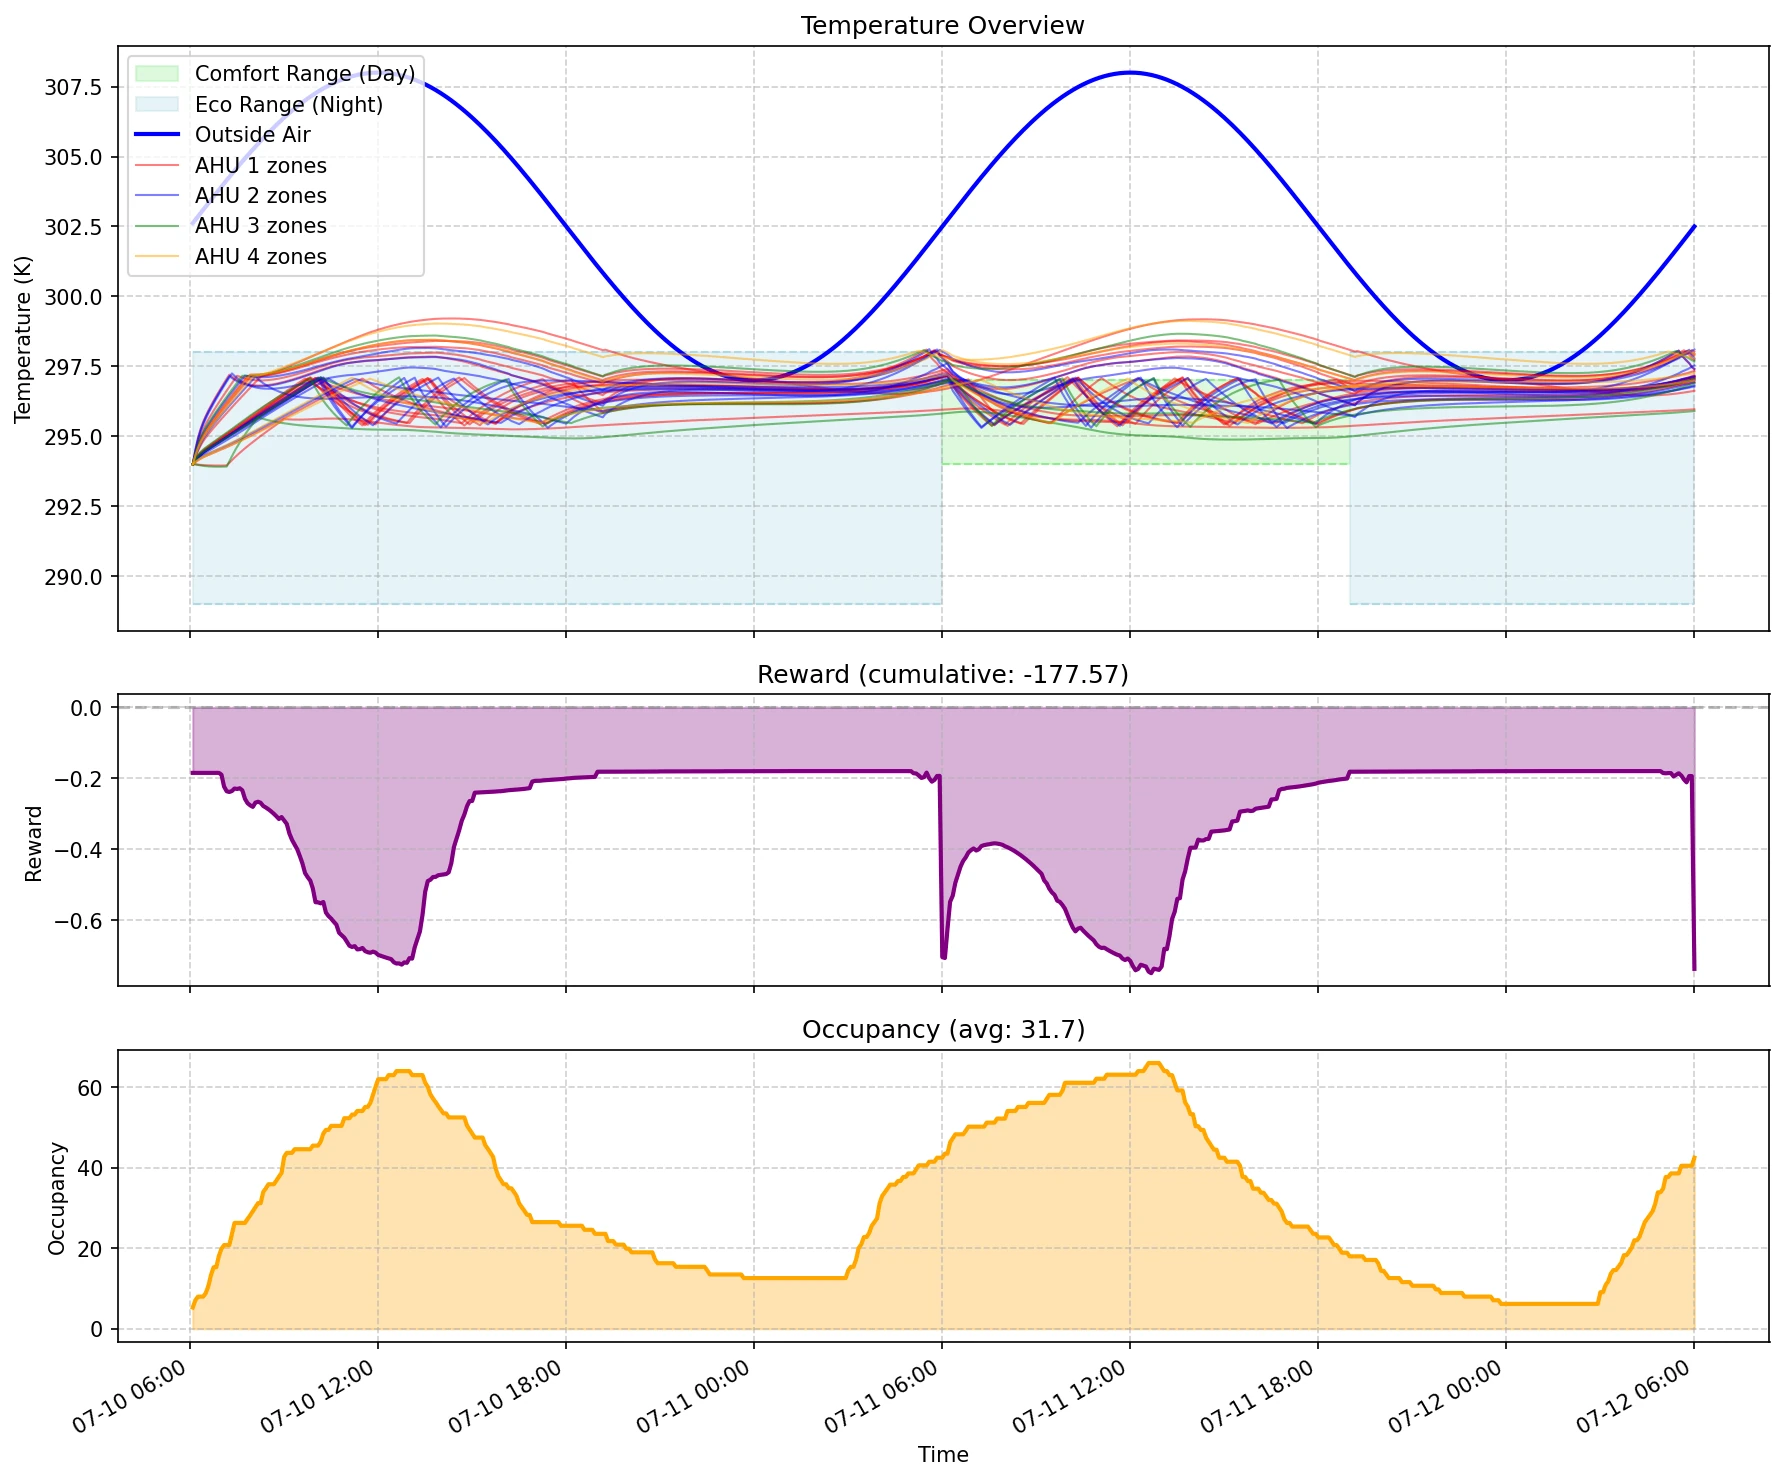 Temperature Overview
Comfort Range (Day)
Eco Range (Night)
Outside Air
AHU 1 zones
AHU 2 zones
AHU 3 zones
AHU 4 zones
Temperature (K)
307.5
305.0
302.5
300.0
297.5
295.0
292.5
290.0
Reward (cumulative: -177.57)
Reward
0.0
−0.2
−0.4
−0.6
Occupancy (avg: 31.7)
Occupancy
60
40
20
0
07-10 06:00
07-10 12:00
07-10 18:00
07-11 00:00
07-11 06:00
07-11 12:00
07-11 18:00
07-12 00:00
07-12 06:00
Time